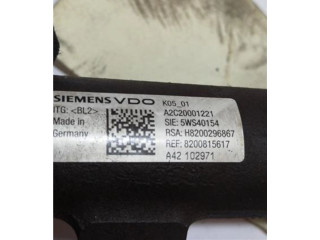 SIEMENS VDO K05_01
ITG: <BL2> A2C20001221
Made in SIE: 5WS40154
Germany RSA: H8200296867
REF: 8200815617
A42 102971